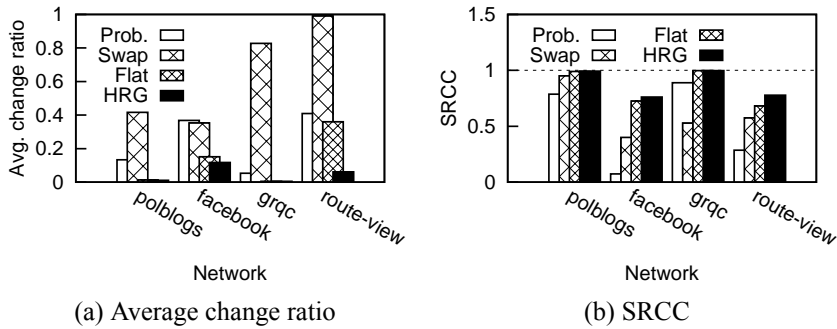 Avg. change ratio
1
0.8
0.6
0.4
0.2
0
Prob.
Swap
Flat
HRG
polblogs
facebook
grqc
route-view
Network
(a) Average change ratio
SRCC
1
0.5
0
Prob.
Swap
Flat
HRG
polblogs
facebook
grqc
route-view
Network
(b) SRCC